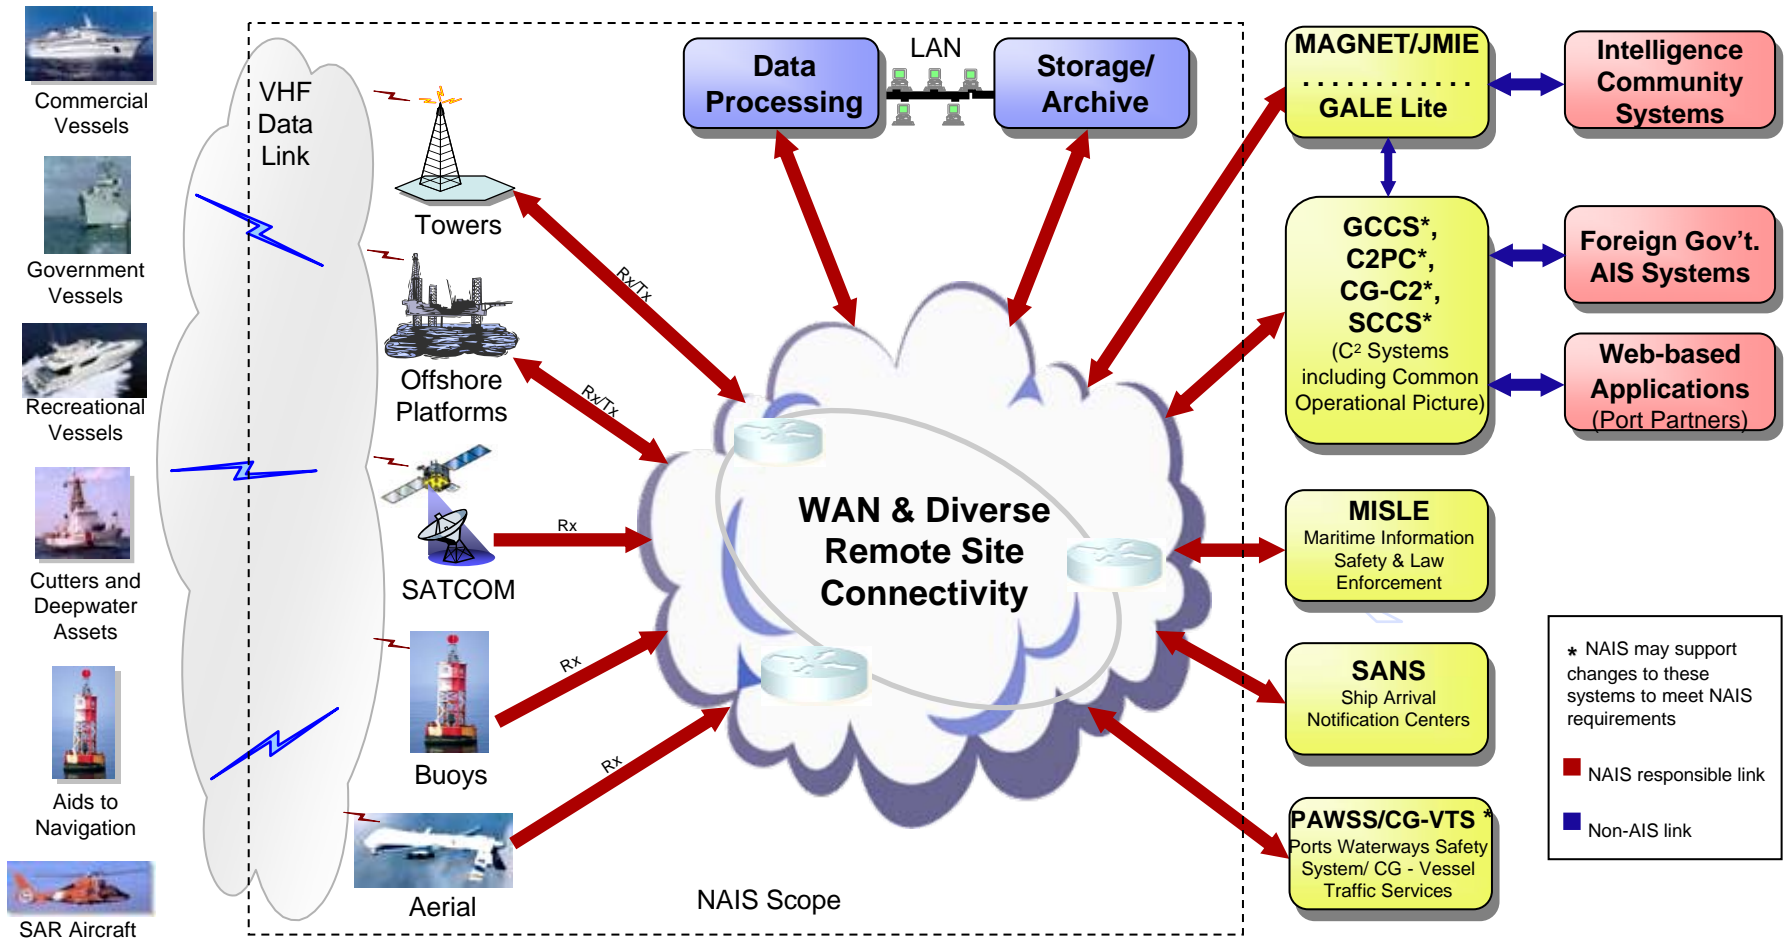 Commercial
Vessels
Government
Vessels
Recreational
Vessels
Cutters and
Deepwater
Assets
Aids to
Navigation
SAR Aircraft
VHF
Data
Link
Towers
Offshore
Platforms
SATCOM
Buoys
Aerial
Rx/Tx
Rx/Tx
Rx
Rx
Rx
Data
Processing
LAN
Storage/
Archive
WAN & Diverse
Remote Site
Connectivity
NAIS Scope
MAGNET/JMIE
. . . . . . . . . . . .
GALE Lite
GCCS*,
C2PC*,
CG-C2*,
SCCS*
(C² Systems
including Common
Operational Picture)
MISLE
Maritime Information
Safety & Law
Enforcement
SANS
Ship Arrival
Notification Centers
PAWSS/CG-VTS *
Ports Waterways Safety
System/ CG - Vessel
Traffic Services
Intelligence
Community
Systems
Foreign Gov’t.
AIS Systems
Web-based
Applications
(Port Partners)
* NAIS may support
changes to these
systems to meet NAIS
requirements
NAIS responsible link
Non-AIS link